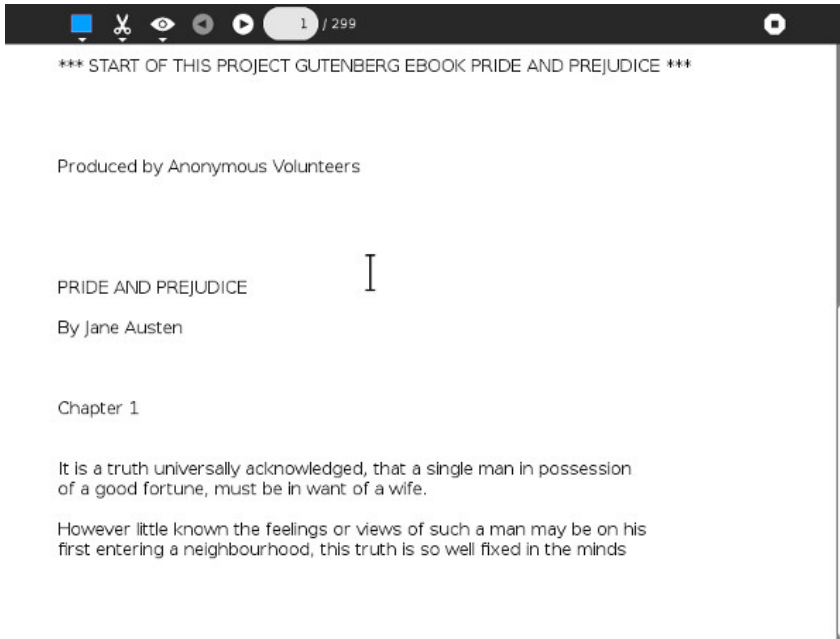 1 / 299
*** START OF THIS PROJECT GUTENBERG EBOOK PRIDE AND PREJUDICE ***
Produced by Anonymous Volunteers
PRIDE AND PREJUDICE
By Jane Austen
Chapter 1
It is a truth universally acknowledged, that a single man in possession
of a good fortune, must be in want of a wife.
However little known the feelings or views of such a man may be on his
first entering a neighbourhood, this truth is so well fixed in the minds